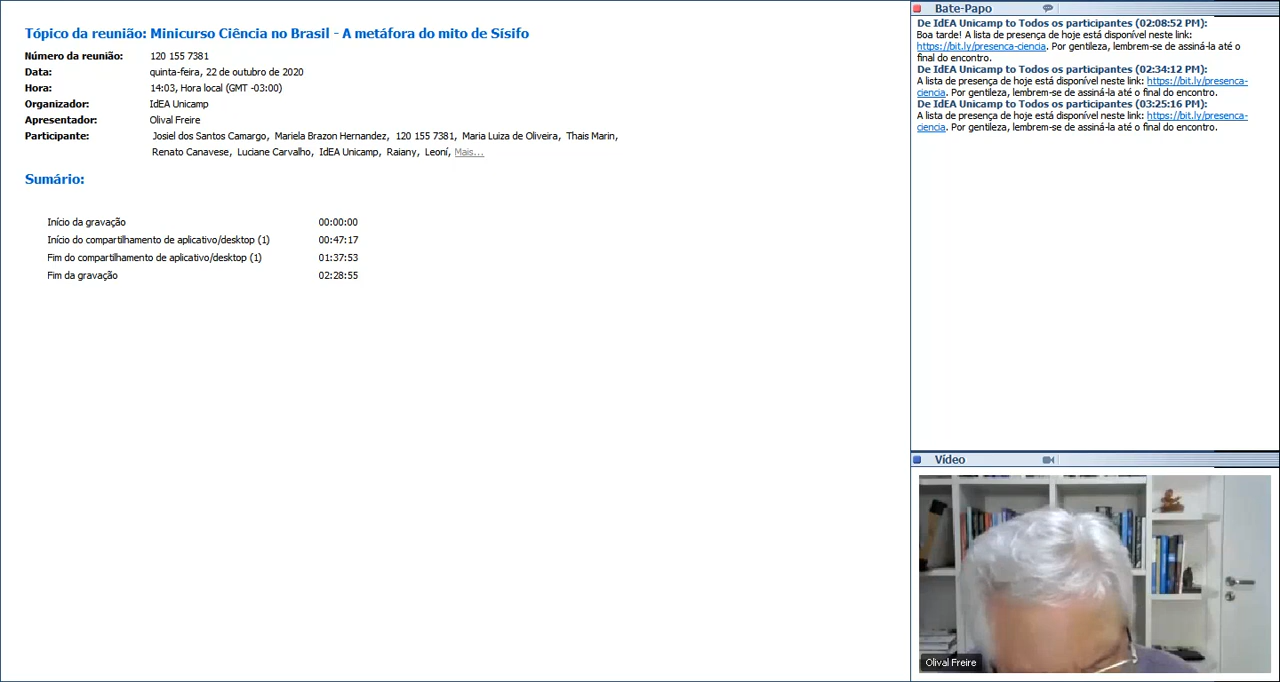 Tópico da reunião: Minicurso Ciência no Brasil - A metáfora do mito de Sísifo
Número da reunião: 120 155 7381
Data: quinta-feira, 22 de outubro de 2020
Hora: 14:03, Hora local (GMT -03:00)
Organizador: IdEA Unicamp
Apresentador: Olival Freire
Participante: Josiel dos Santos Camargo, Mariela Brazon Hernandez, 120 155 7381, Maria Luiza de Oliveira, Thais Marin,
Renato Canavese, Luciane Carvalho, IdEA Unicamp, Raiany, Leoní, Mais...
Sumário:
Início da gravação 00:00:00
Início do compartilhamento de aplicativo/desktop (1) 00:47:17
Fim do compartilhamento de aplicativo/desktop (1) 01:37:53
Fim da gravação 02:28:55
Bate-Papo
De IdEA Unicamp to Todos os participantes (02:08:52 PM):
Boa tarde! A lista de presença de hoje está disponível neste link:
https://bit.ly/presenca-ciencia. Por gentileza, lembrem-se de assiná-la até o
final do encontro.
De IdEA Unicamp to Todos os participantes (02:34:12 PM):
A lista de presença de hoje está disponível neste link: https://bit.ly/presenca-
ciencia. Por gentileza, lembrem-se de assiná-la até o final do encontro.
De IdEA Unicamp to Todos os participantes (03:25:16 PM):
A lista de presença de hoje está disponível neste link: https://bit.ly/presenca-
ciencia. Por gentileza, lembrem-se de assiná-la até o final do encontro.
Vídeo
Olival Freire